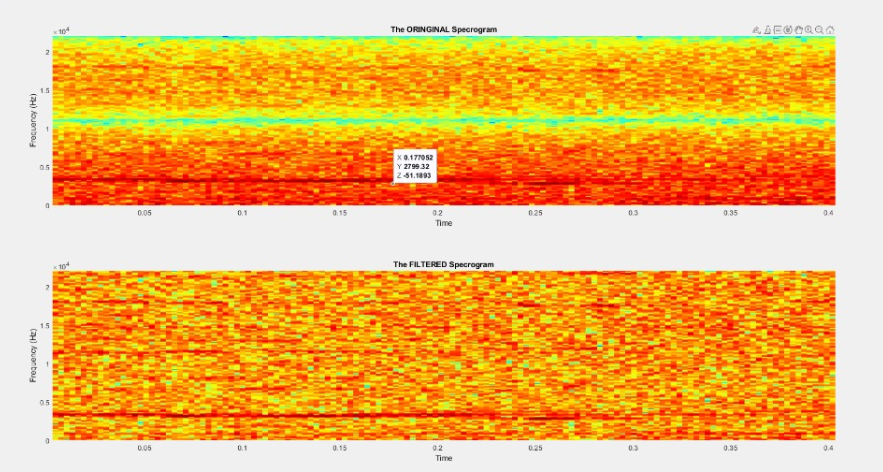 The ORINGINAL Specrogram
× 10⁴
2
1.5
1
0.5
0
Frecuency (Hz)
X 0.177052
Y 2799.32
Z -51.1893
0.05 0.1 0.15 0.2 0.25 0.3 0.35 0.4
Time
The FILTERED Specrogram
× 10⁴
2
1.5
1
0.5
0
Frecuency (Hz)
0.05 0.1 0.15 0.2 0.25 0.3 0.35 0.4
Time